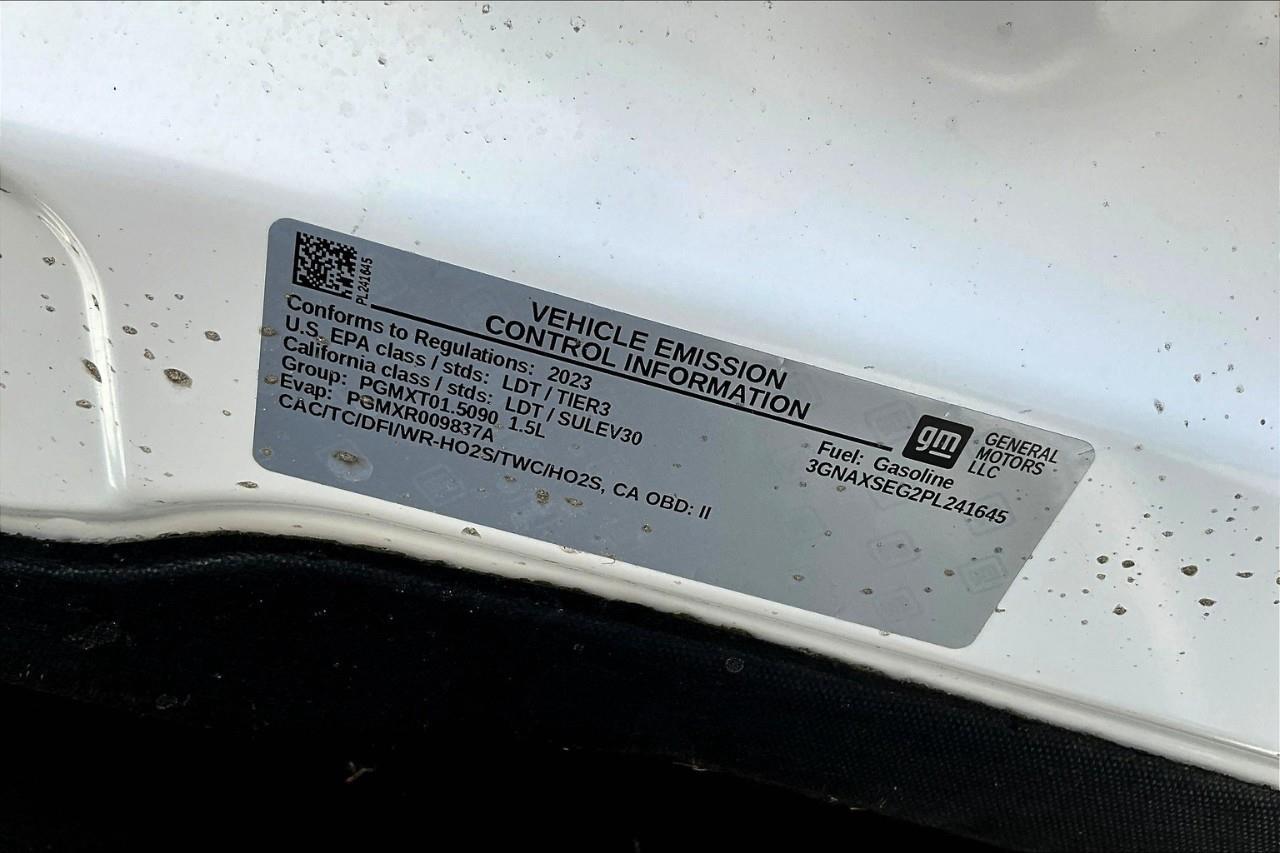 PL241645
VEHICLE EMISSION
CONTROL INFORMATION
Conforms to Regulations: 2023
U.S. EPA class / stds: LDT / TIER3
California class / stds: LDT / SULEV30
Group: PGMXT01.5090 1.5L
Evap: PGMXR009837A
CAC/TC/DFI/WR-HO2S/TWC/HO2S, CA OBD: II
gm
GENERAL
MOTORS
LLC
Fuel: Gasoline
3GNAXSEG2PL241645